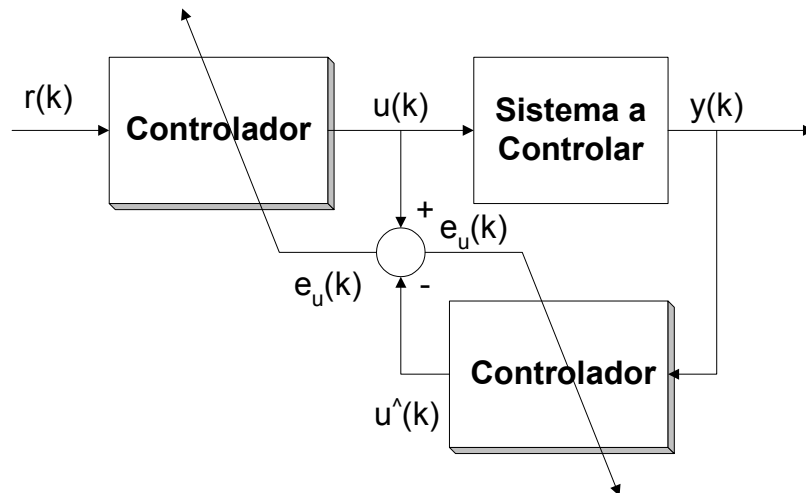 r(k)
Controlador
u(k)
Sistema a
Controlar
y(k)
+
e_u(k)
e_u(k)
-
Controlador
u^(k)